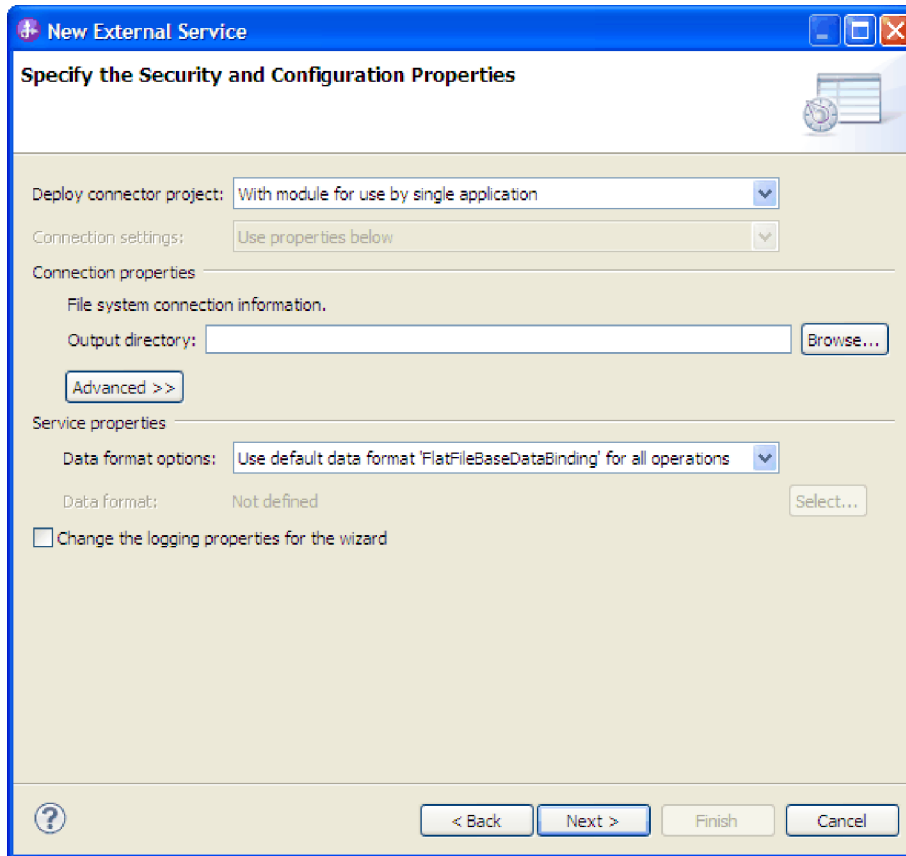 New External Service
Specify the Security and Configuration Properties
Deploy connector project: With module for use by single application
Connection settings: Use properties below
Connection properties
File system connection information.
Output directory: Browse...
Advanced >>
Service properties
Data format options: Use default data format 'FlatFileBaseDataBinding' for all operations
Data format: Not defined Select...
Change the logging properties for the wizard
? < Back Next > Finish Cancel